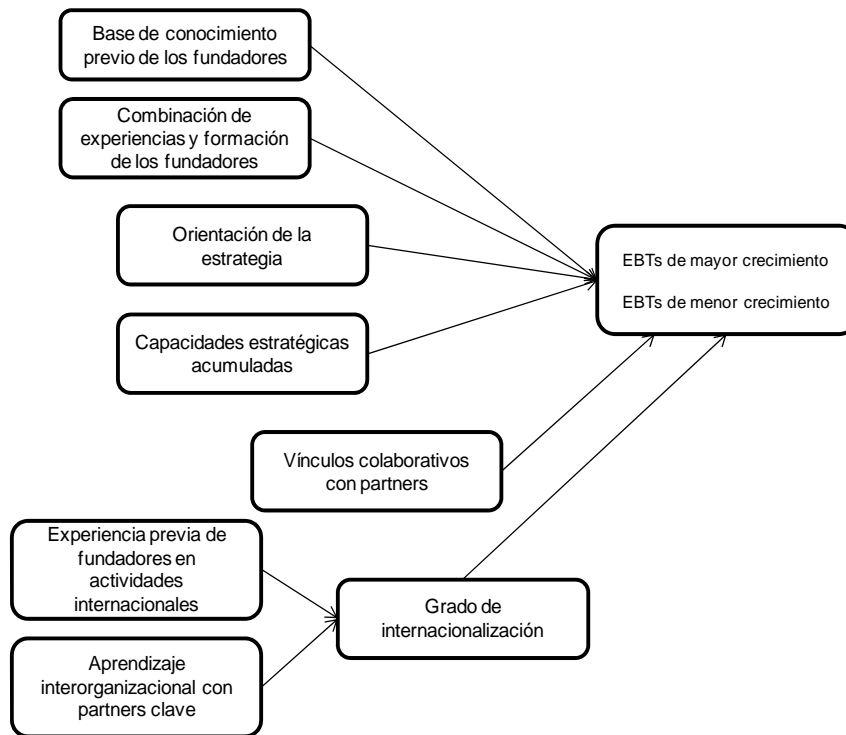 Base de conocimiento
previo de los fundadores
Combinación de
experiencias y formación
de los fundadores
Orientación de la
estrategia
EBTs de mayor crecimiento
EBTs de menor crecimiento
Capacidades estratégicas
acumuladas
Vínculos colaborativos
con partners
Experiencia previa de
fundadores en
actividades
internacionales
Grado de
internacionalización
Aprendizaje
interorganizacional con
partners clave